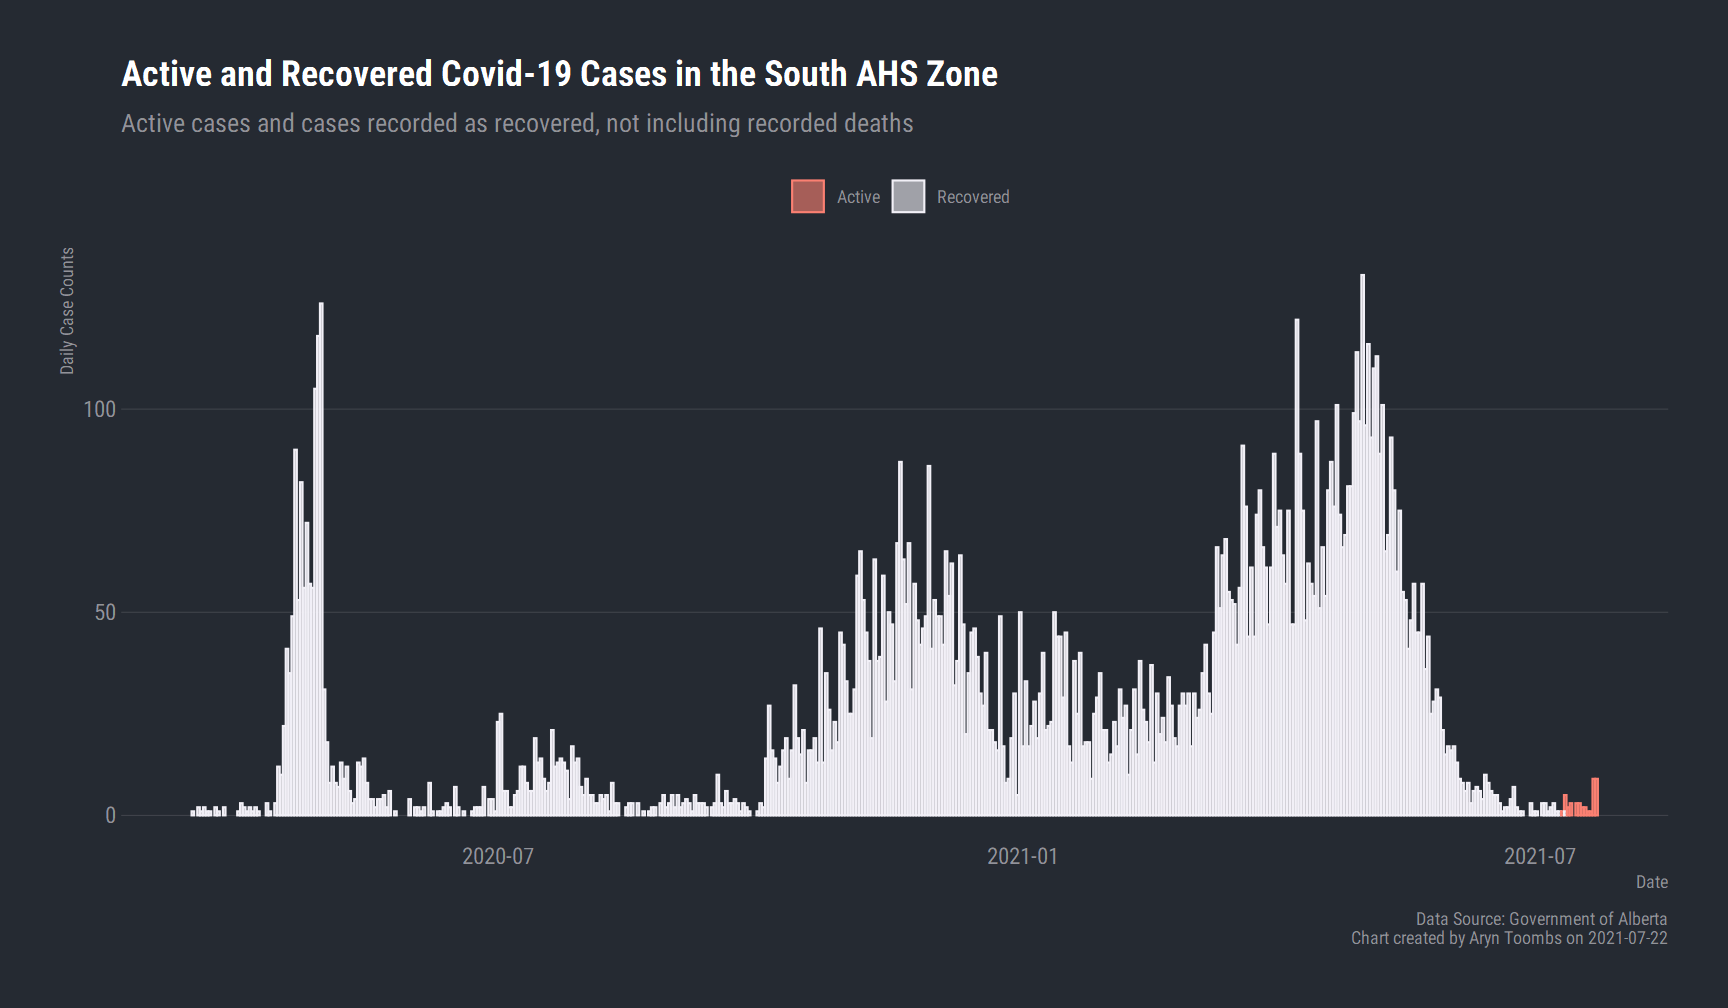 Active and Recovered Covid-19 Cases in the South AHS Zone
Active cases and cases recorded as recovered, not including recorded deaths
Active
Recovered
Daily Case Counts
100
50
0
2020-07
2021-01
2021-07
Date
Data Source: Government of Alberta
Chart created by Aryn Toombs on 2021-07-22